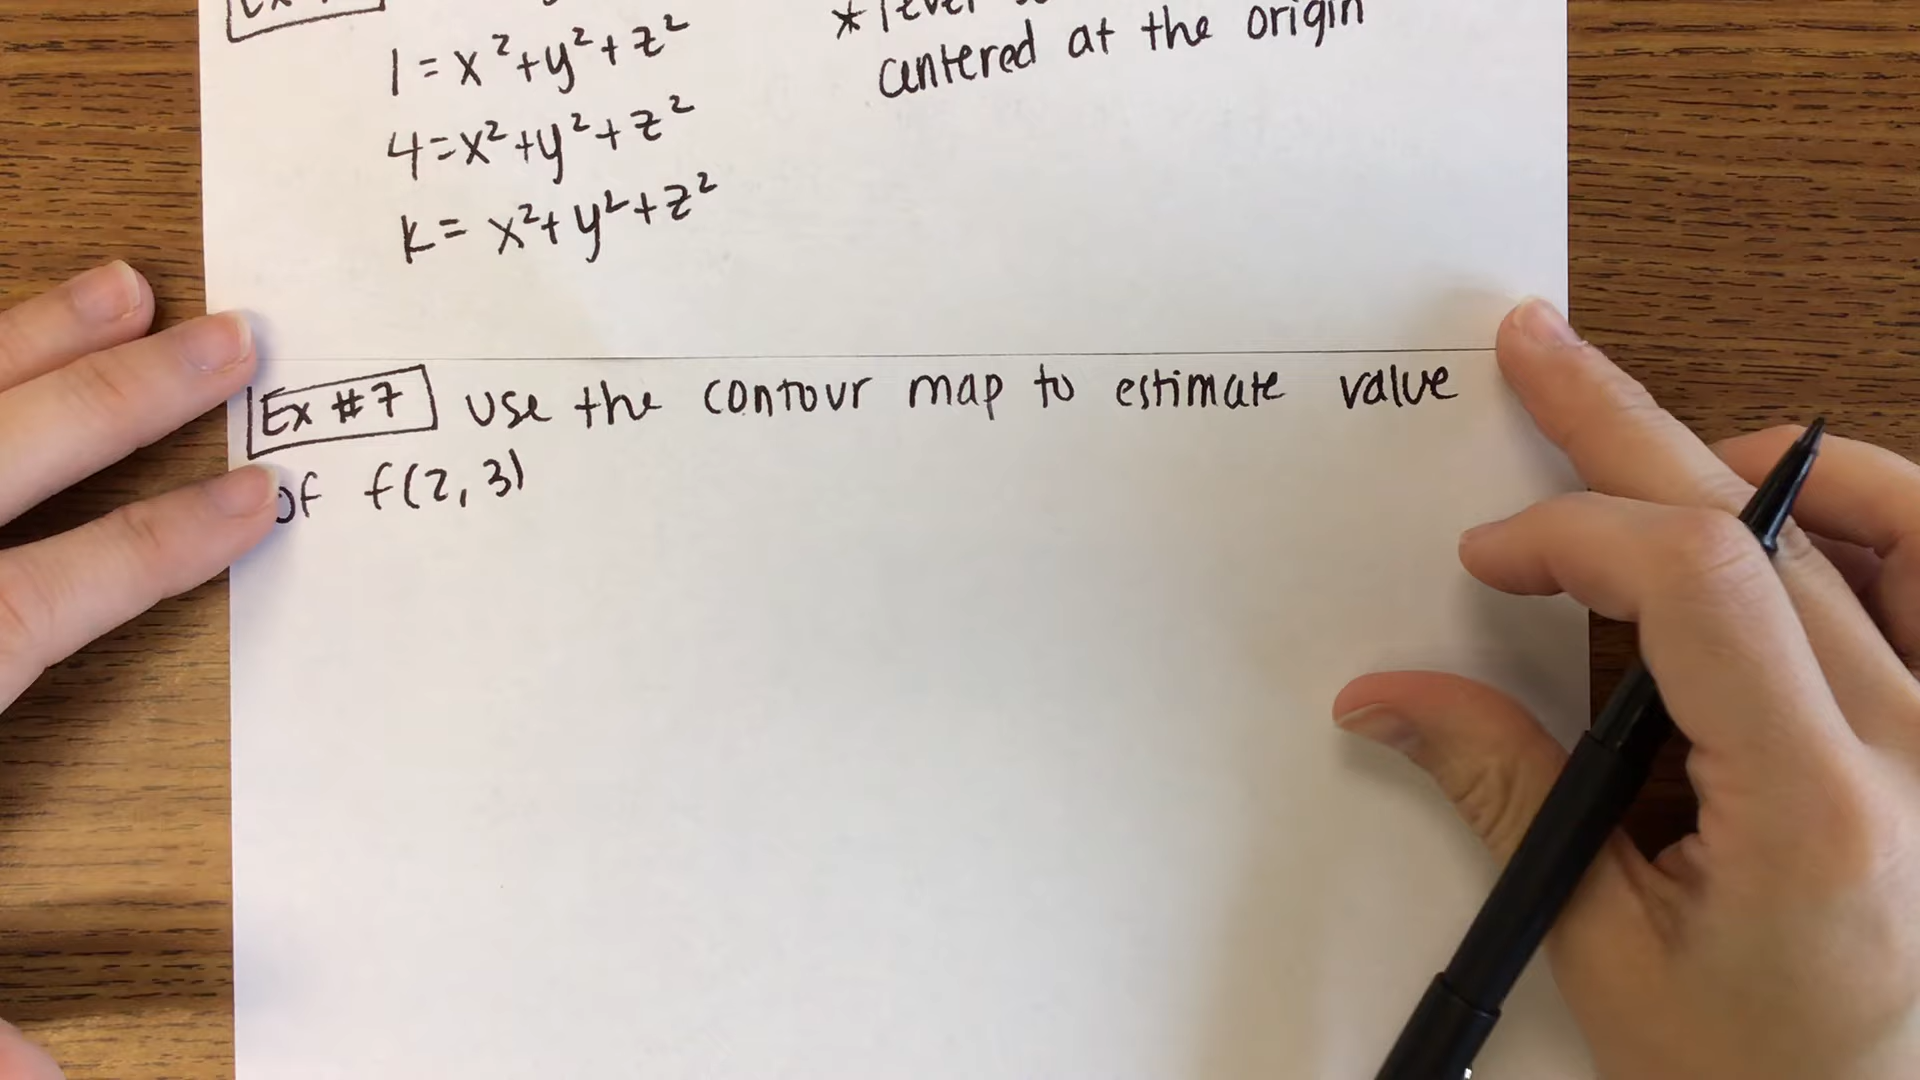 1 = x²+y²+z²
4=x²+y²+z²
k= x²+y²+z²
*
centered at the origin
Ex #7 use the contour map to estimate value
of f(2,3)